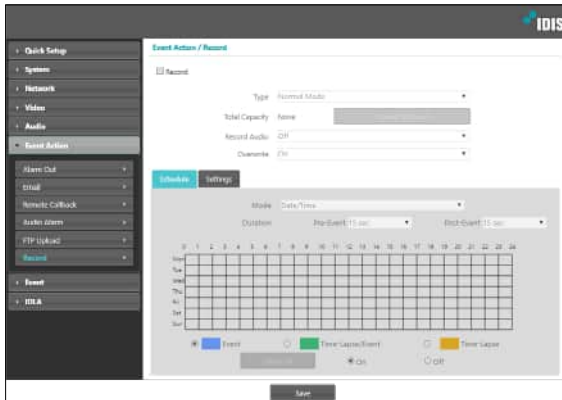 IDIS
Quick Setup
System
Network
Video
Audio
Event Action
Alarm Out
Email
Remote Callback
Audio Alarm
FTP Upload
Record
Event
IDLA
Event Action / Record
Record
Type Normal Mode
Total Capacity None
Record Audio Off
Overwrite On
Schedule Settings
Mode Date/Time
Duration Pre-Event 15 sec Post-Event 15 sec
0 1 2 3 4 5 6 7 8 9 10 11 12 13 14 15 16 17 18 19 20 21 22 23 24
Mon
Tue
Wed
Thu
Fri
Sat
Sun
Event Time Lapse/Event Time Lapse
On Off
Save